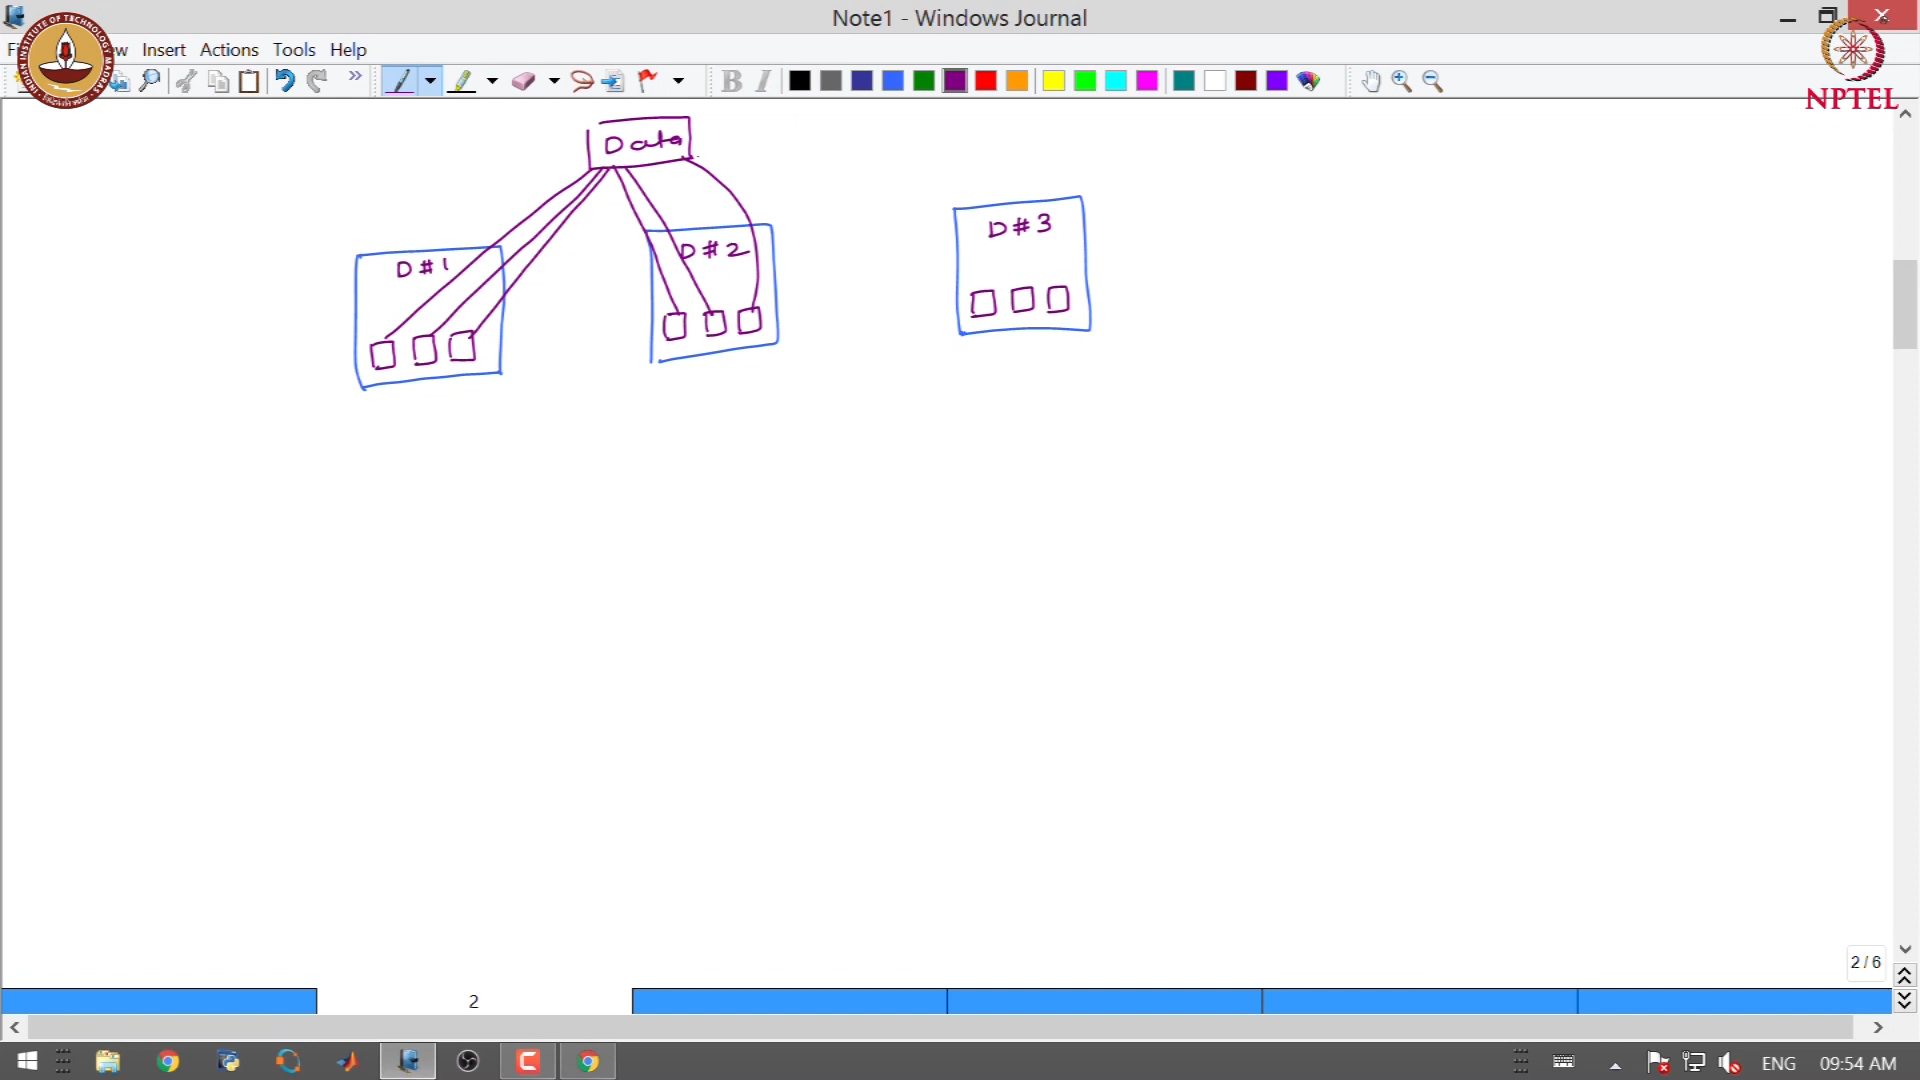 Note1 - Windows Journal
Insert Actions Tools Help
B I
NPTEL
Data
D#1
D#2
D#3
2 / 6
2
ENG 09:54 AM